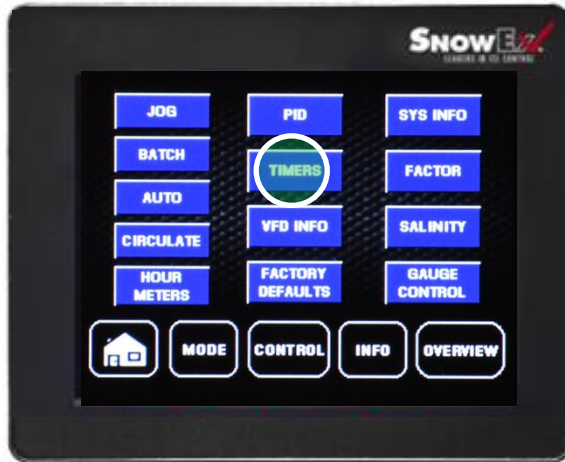 SNOWEX
LEADERS IN ICE CONTROL
JOG
PID
SYS INFO
BATCH
TIMERS
FACTOR
AUTO
VFD INFO
SALINITY
CIRCULATE
HOUR
METERS
FACTORY
DEFAULTS
GAUGE
CONTROL
MODE
CONTROL
INFO
OVERVIEW